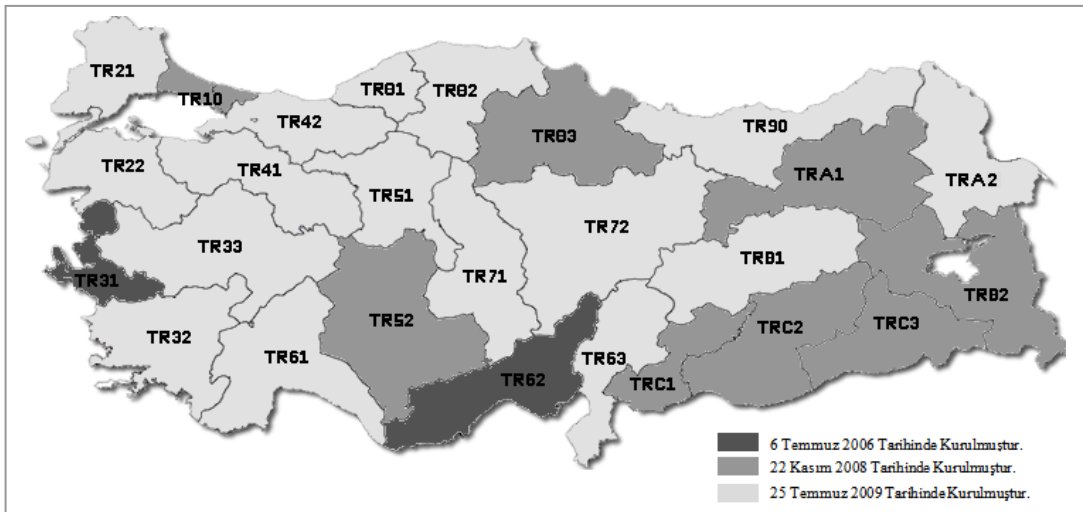 TR21
TR10
TR81
TR82
TR42
TR83
TR90
TR22
TR41
TR51
TRA1
TRA2
TR33
TR72
TR31
TR71
TRB1
TRB2
TR32
TR52
TRC2
TRC3
TR61
TR62
TR63
TRC1
6 Temmuz 2006 Tarihinde Kurulmuştur.
22 Kasım 2008 Tarihinde Kurulmuştur.
25 Temmuz 2009 Tarihinde Kurulmuştur.